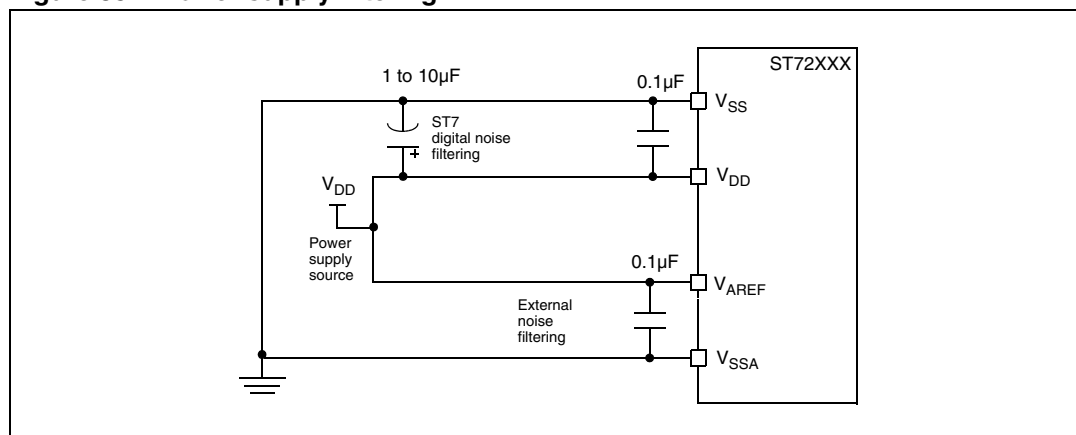 ST72XXX
1 to 10µF
0.1µF
VSS
ST7
digital noise
filtering
+
VDD
VDD
Power
supply
source
0.1µF
VAREF
External
noise
filtering
VSSA